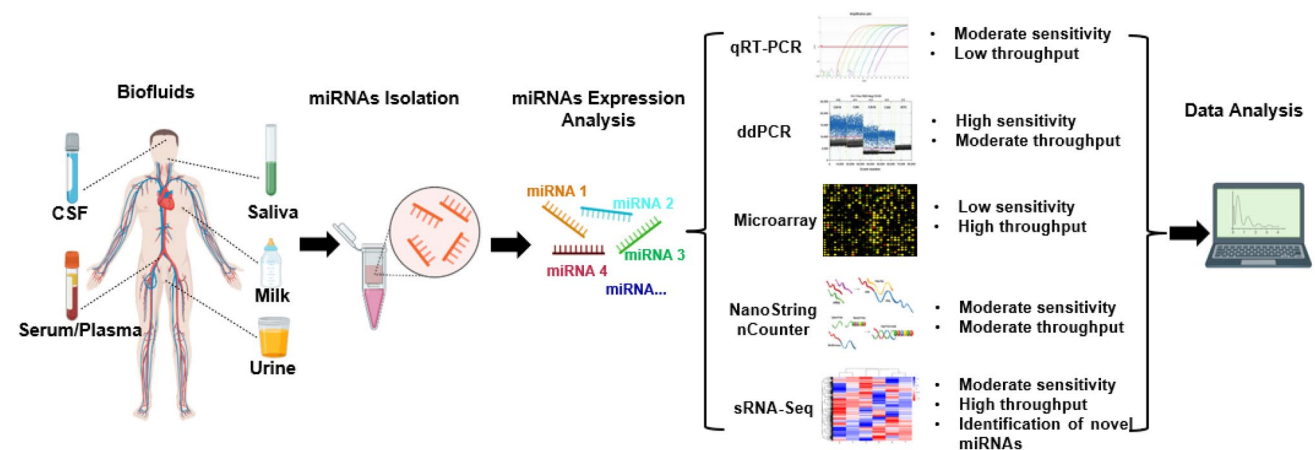 Biofluids
CSF
Saliva
Serum/Plasma
Milk
Urine
miRNAs Isolation
miRNAs Expression
Analysis
miRNA 1
miRNA 2
miRNA 3
miRNA 4
miRNA...
qRT-PCR
• Moderate sensitivity
• Low throughput
ddPCR
• High sensitivity
• Moderate throughput
Microarray
• Low sensitivity
• High throughput
NanoString
nCounter
• Moderate sensitivity
• Moderate throughput
sRNA-Seq
• Moderate sensitivity
• High throughput
• Identification of novel
miRNAs
Data Analysis